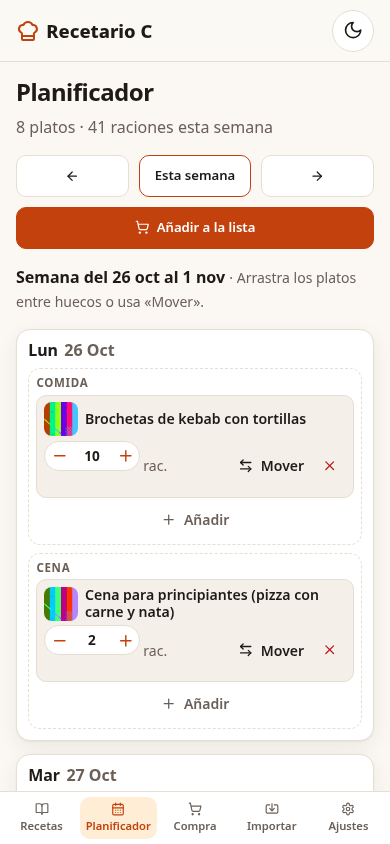 Recetario C
Planificador
8 platos · 41 raciones esta semana
Esta semana
Añadir a la lista
Semana del 26 oct al 1 nov · Arrastra los platos
entre huecos o usa «Mover».
Lun 26 Oct
COMIDA
Brochetas de kebab con tortillas
10 rac. Mover
Añadir
CENA
Cena para principiantes (pizza con
carne y nata)
2 rac. Mover
Añadir
Mar 27 Oct
Recetas Planificador Compra Importar Ajustes